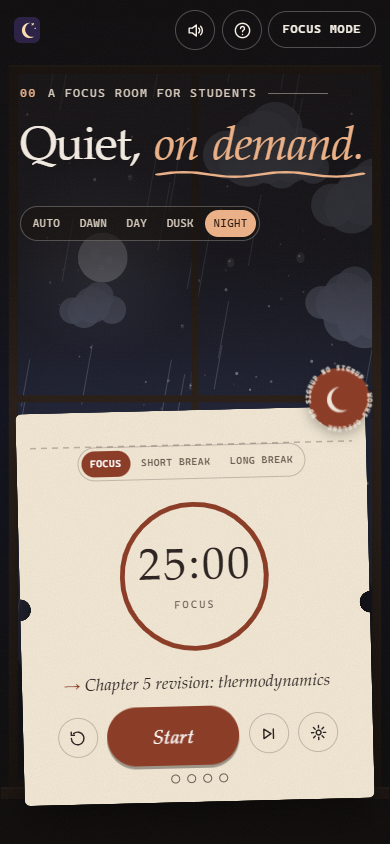 FOCUS MODE
00 A FOCUS ROOM FOR STUDENTS
Quiet, on demand.
AUTO DAWN DAY DUSK NIGHT
FOCUS SHORT BREAK LONG BREAK
25:00
FOCUS
→ Chapter 5 revision: thermodynamics
Start